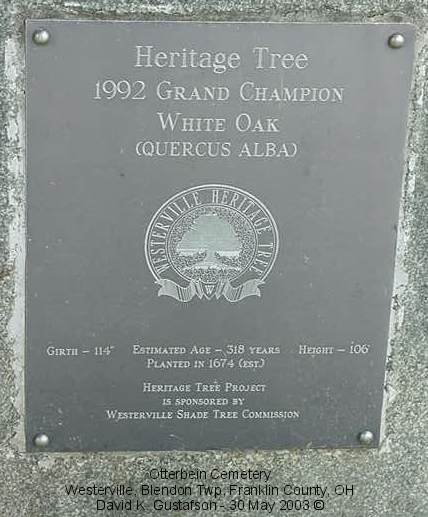 Heritage Tree
1992 GRAND CHAMPION
WHITE OAK
(QUERCUS ALBA)
WESTERVILLE HERITAGE TREE
GIRTH – 114" ESTIMATED AGE – 318 YEARS HEIGHT – 106'
PLANTED IN 1674 (EST.)
HERITAGE TREE PROJECT
IS SPONSORED BY
WESTERVILLE SHADE TREE COMMISSION
Otterbein Cemetery
Westerville, Blendon Twp, Franklin County, OH
David K. Gustafson - 30 May 2003 ©